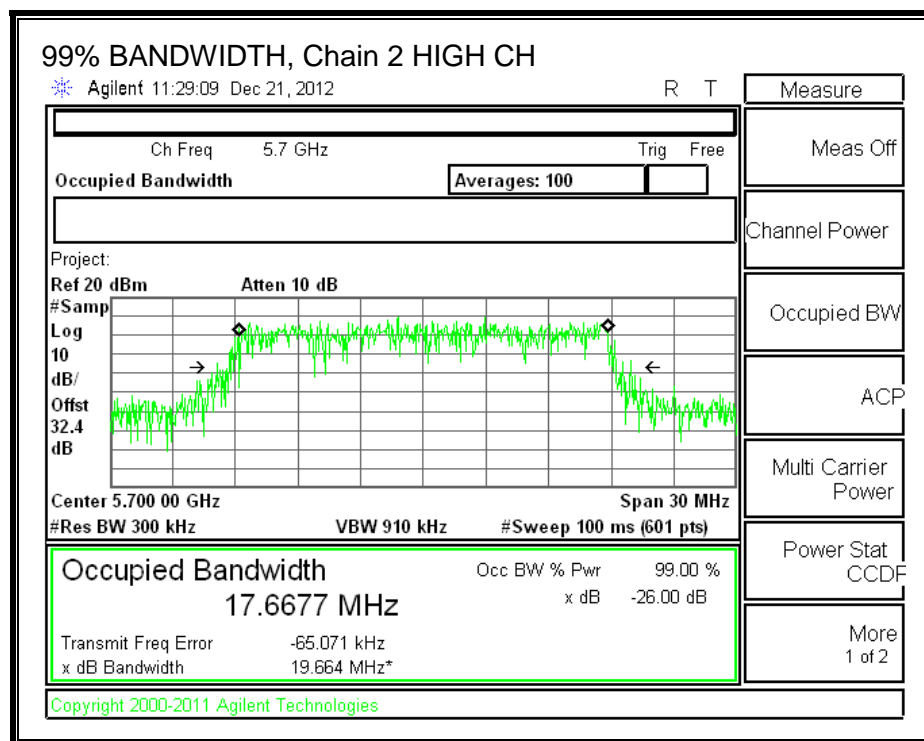 99% BANDWIDTH, Chain 2 HIGH CH
Agilent 11:29:09 Dec 21, 2012 R T
Measure
Ch Freq 5.7 GHz Trig Free
Occupied Bandwidth Averages: 100
Project:
Ref 20 dBm Atten 10 dB
#Samp
Log
10
dB/
Offst
32.4
dB
Center 5.700 00 GHz Span 30 MHz
#Res BW 300 kHz VBW 910 kHz #Sweep 100 ms (601 pts)
Occupied Bandwidth Occ BW % Pwr 99.00 %
17.6677 MHz x dB -26.00 dB
Transmit Freq Error -65.071 kHz
x dB Bandwidth 19.664 MHz*
Copyright 2000-2011 Agilent Technologies
Meas Off
Channel Power
Occupied BW
ACP
Multi Carrier
Power
Power Stat
CCDF
More
1 of 2